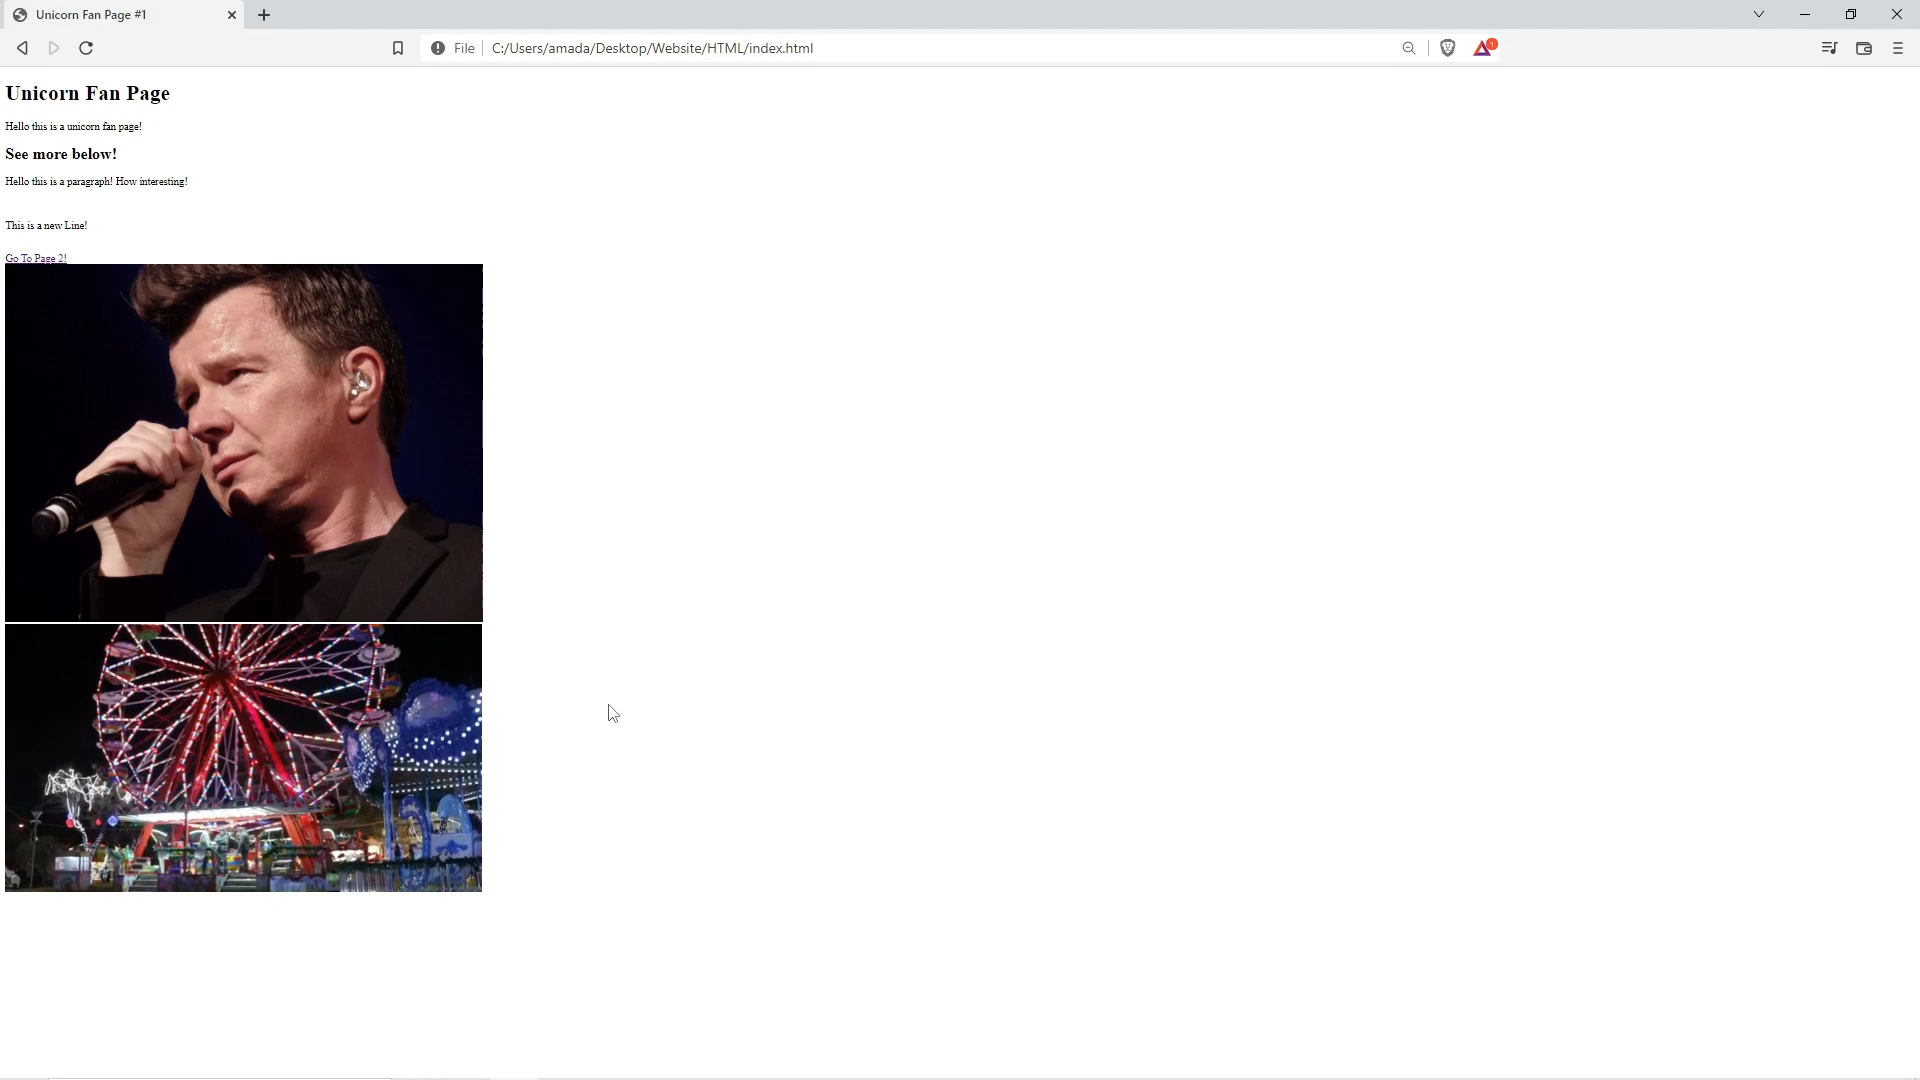 Unicorn Fan Page #1
File C:/Users/amada/Desktop/Website/HTML/index.html
1
Unicorn Fan Page
Hello this is a unicorn fan page!
See more below!
Hello this is a paragraph! How interesting!
This is a new Line!
Go To Page 2!